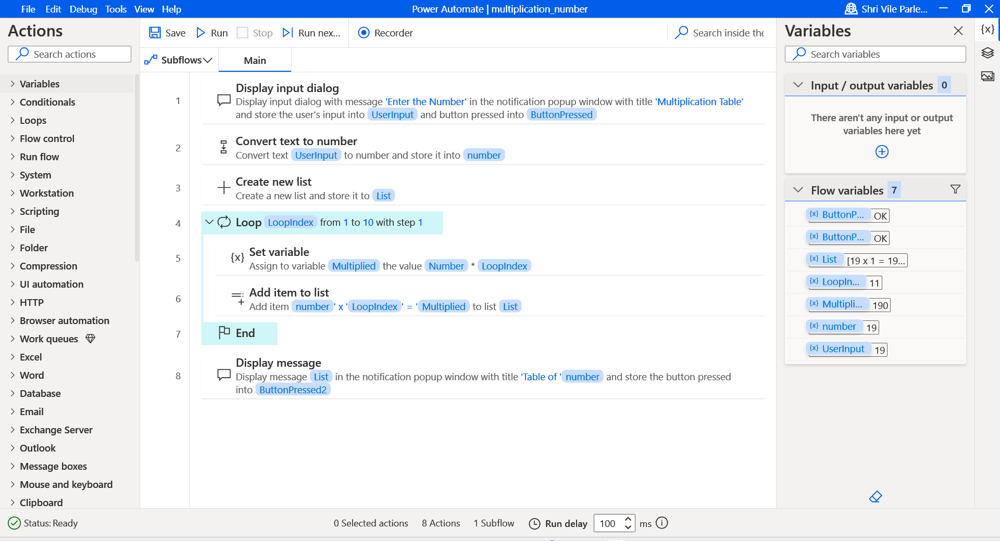 File Edit Debug Tools View Help
Power Automate | multiplication_number
Shri Vile Parle...
Actions
Search actions
Variables
Conditionals
Loops
Flow control
Run flow
System
Workstation
Scripting
File
Folder
Compression
UI automation
HTTP
Browser automation
Work queues
Excel
Word
Database
Email
Exchange Server
Outlook
Message boxes
Mouse and keyboard
Clipboard
Save Run Stop Run nex... Recorder
Search inside the
Subflows Main
1
Display input dialog
Display input dialog with message 'Enter the Number' in the notification popup window with title 'Multiplication Table'
and store the user's input into UserInput and button pressed into ButtonPressed
2
Convert text to number
Convert text UserInput to number and store it into number
3
Create new list
Create a new list and store it to List
4
Loop LoopIndex from 1 to 10 with step 1
5
{x} Set variable
Assign to variable Multiplied the value Number * LoopIndex
6
Add item to list
Add item number ' x ' LoopIndex ' = ' Multiplied to list List
7
End
8
Display message
Display message List in the notification popup window with title 'Table of ' number and store the button pressed
into ButtonPressed2
Variables
{x}
Search variables
Input / output variables 0
There aren't any input or output
variables here yet
Flow variables 7
{x} ButtonP... OK
{x} ButtonP... OK
{x} List [19 x 1 = 19...
{x} LoopIn... 11
{x} Multipli... 190
{x} number 19
{x} UserInput 19
Status: Ready
0 Selected actions 8 Actions 1 Subflow Run delay 100 ms